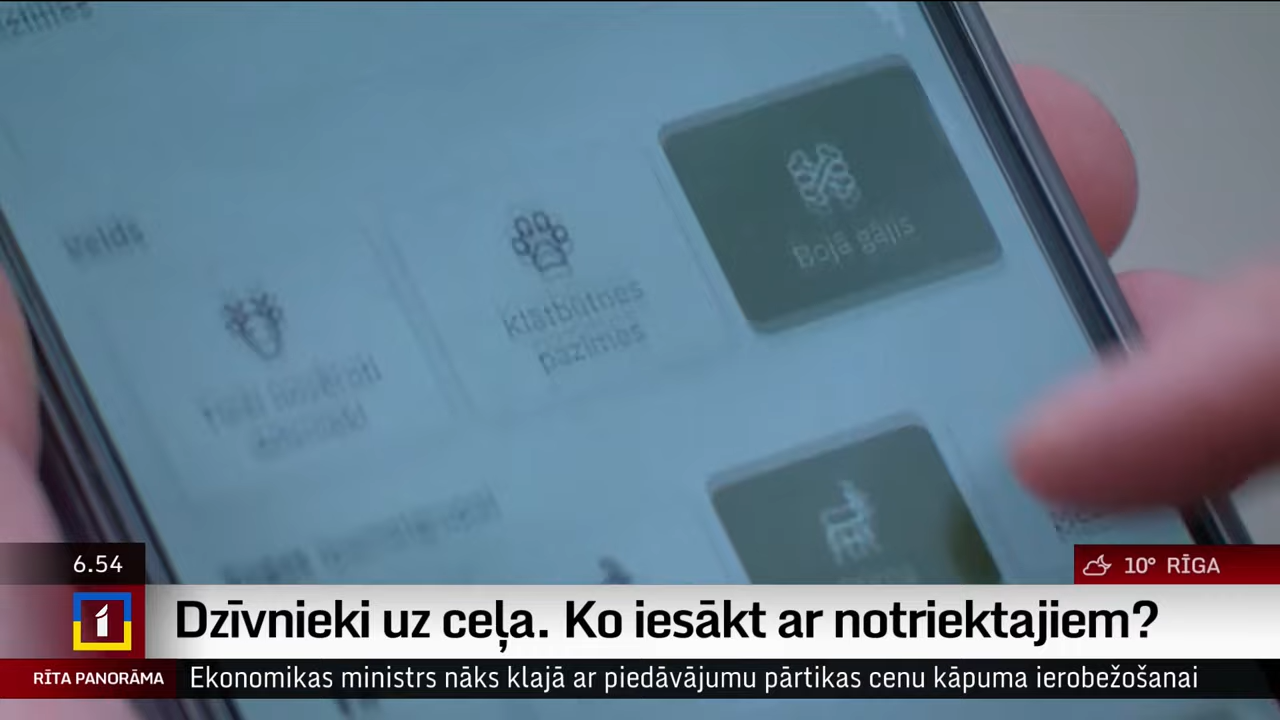 Veids
Bojā gājis
Klātbūtnes
pazīmes
6.54
10° RĪGA
1
Dzīvnieki uz ceļa. Ko iesākt ar notriektajiem?
RĪTA PANORĀMA
Ekonomikas ministrs nāks klajā ar piedāvājumu pārtikas cenu kāpuma ierobežošanai